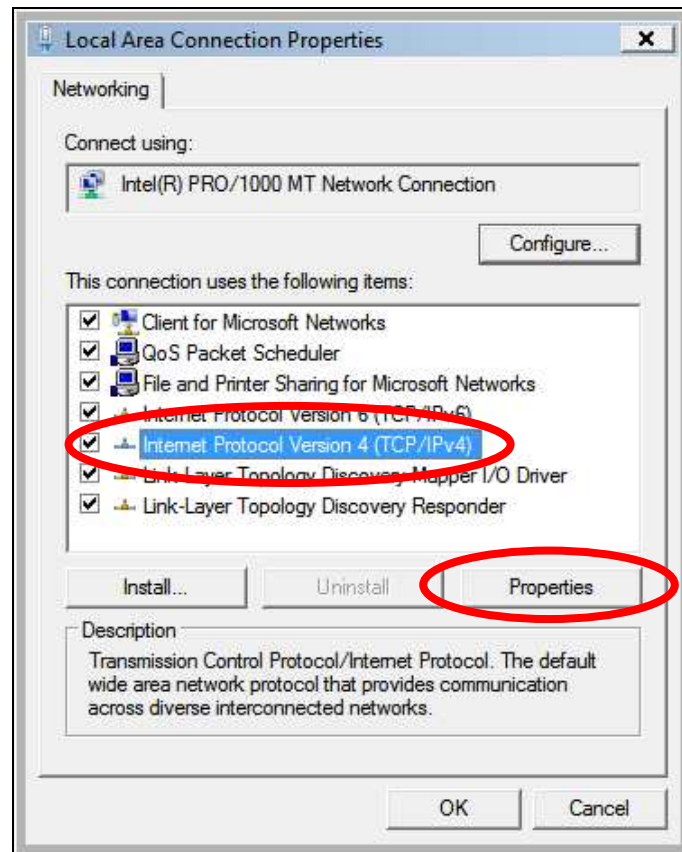 Local Area Connection Properties
Networking
Connect using:
Intel(R) PRO/1000 MT Network Connection
Configure...
This connection uses the following items:
Client for Microsoft Networks
QoS Packet Scheduler
File and Printer Sharing for Microsoft Networks
Internet Protocol Version 6 (TCP/IPv6)
Internet Protocol Version 4 (TCP/IPv4)
Link-Layer Topology Discovery Mapper I/O Driver
Link-Layer Topology Discovery Responder
Install... Uninstall Properties
Description
Transmission Control Protocol/Internet Protocol. The default
wide area network protocol that provides communication
across diverse interconnected networks.
OK Cancel